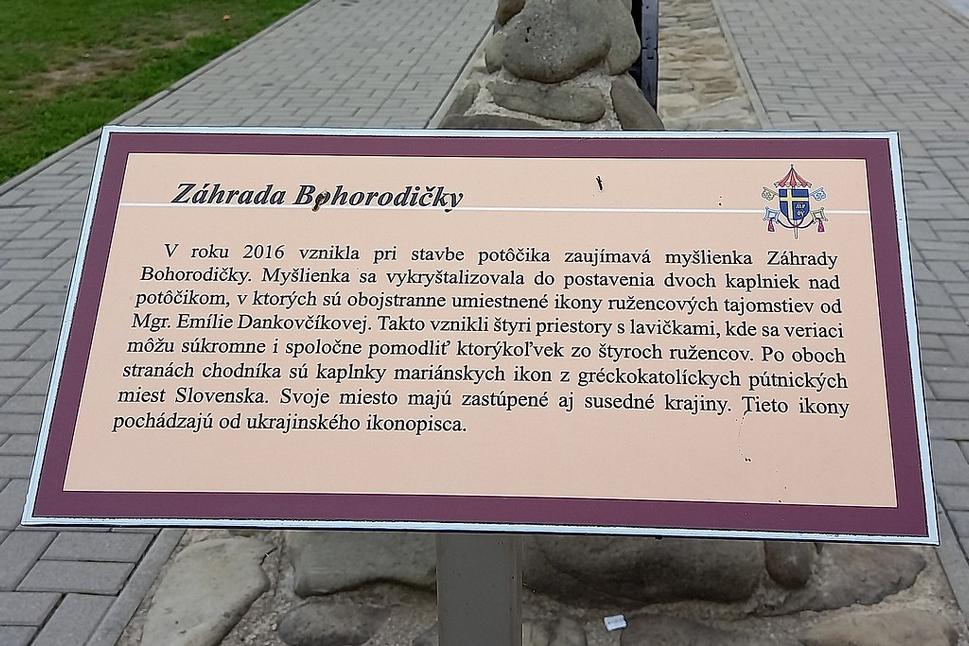 Záhrada Bohorodičky
V roku 2016 vznikla pri stavbe potôčika zaujímavá myšlienka Záhrady
Bohorodičky. Myšlienka sa vykryštalizovala do postavenia dvoch kaplniek nad
potôčikom, v ktorých sú obojstranne umiestnené ikony ružencových tajomstiev od
Mgr. Emílie Dankovčíkovej. Takto vznikli štyri priestory s lavičkami, kde sa veriaci
môžu súkromne i spoločne pomodliť ktorýkoľvek zo štyroch ružencov. Po oboch
stranách chodníka sú kaplnky mariánskych ikon z gréckokatolíckych pútnických
miest Slovenska. Svoje miesto majú zastúpené aj susedné krajiny. Tieto ikony
pochádzajú od ukrajinského ikonopisca.